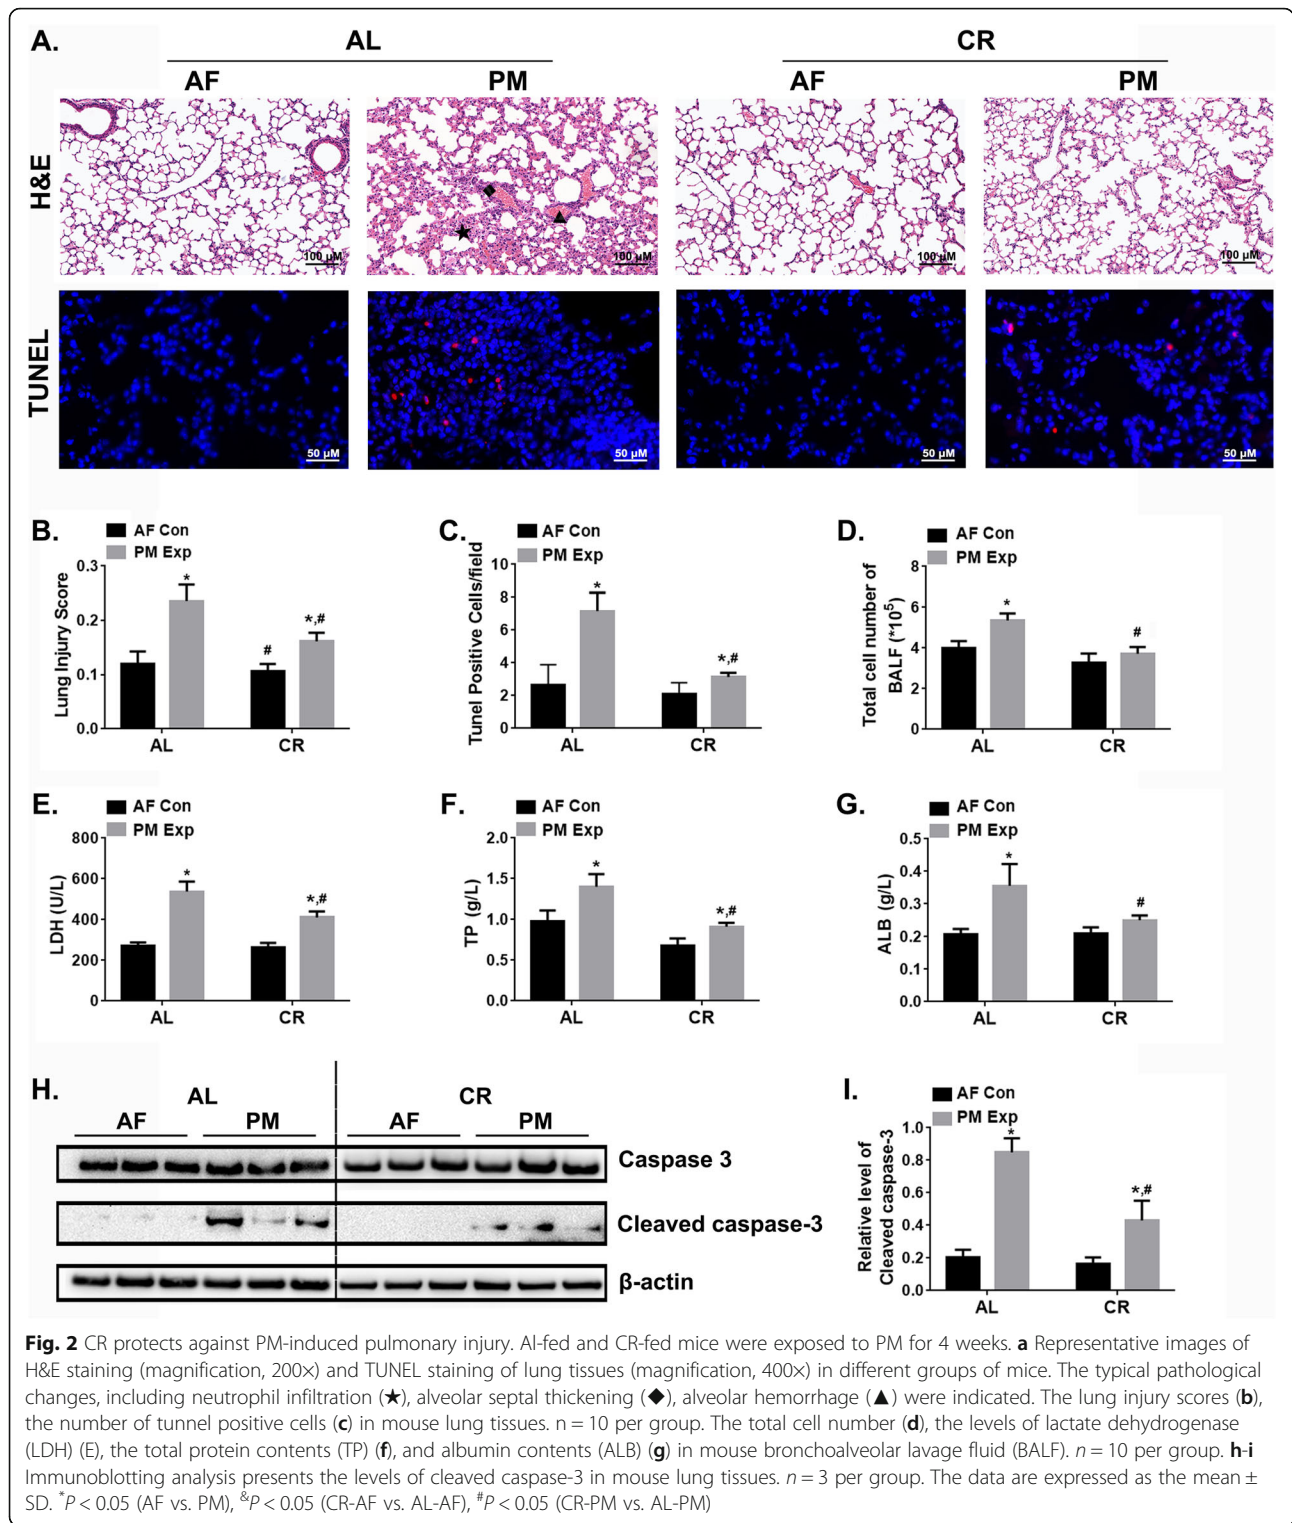 A.
AL
CR
AF
PM
AF
PM
H&E
100 µM
100 µM
100 µM
100 µM
TUNEL
50 µM
50 µM
50 µM
50 µM
B.
AF Con
PM Exp
Lung Injury Score
0.3
0.2
0.1
0.0
*
#
*,#
AL
CR
C.
AF Con
PM Exp
Tunel Positive Cells/field
10
8
6
4
2
0
*
*,#
AL
CR
D.
AF Con
PM Exp
Total cell number of
BALF (*10⁵)
8
6
4
2
0
*
#
AL
CR
E.
AF Con
PM Exp
LDH (U/L)
800
600
400
200
0
*
*,#
AL
CR
F.
AF Con
PM Exp
TP (g/L)
2.0
1.5
1.0
0.5
0.0
*
*,#
AL
CR
G.
AF Con
PM Exp
ALB (g/L)
0.5
0.4
0.3
0.2
0.1
0.0
*
#
AL
CR
H.
AL
CR
AF
PM
AF
PM
Caspase 3
Cleaved caspase-3
β-actin
I.
AF Con
PM Exp
Relative level of
Cleaved caspase-3
1.0
0.8
0.6
0.4
0.2
0.0
*
*,#
AL
CR
Fig. 2 CR protects against PM-induced pulmonary injury. Al-fed and CR-fed mice were exposed to PM for 4 weeks. a Representative images of
H&E staining (magnification, 200×) and TUNEL staining of lung tissues (magnification, 400×) in different groups of mice. The typical pathological
changes, including neutrophil infiltration (★), alveolar septal thickening (◆), alveolar hemorrhage (▲) were indicated. The lung injury scores (b),
the number of tunnel positive cells (c) in mouse lung tissues. n = 10 per group. The total cell number (d), the levels of lactate dehydrogenase
(LDH) (E), the total protein contents (TP) (f), and albumin contents (ALB) (g) in mouse bronchoalveolar lavage fluid (BALF). n = 10 per group. h-i
Immunoblotting analysis presents the levels of cleaved caspase-3 in mouse lung tissues. n = 3 per group. The data are expressed as the mean ±
SD. *P < 0.05 (AF vs. PM), &P < 0.05 (CR-AF vs. AL-AF), #P < 0.05 (CR-PM vs. AL-PM)